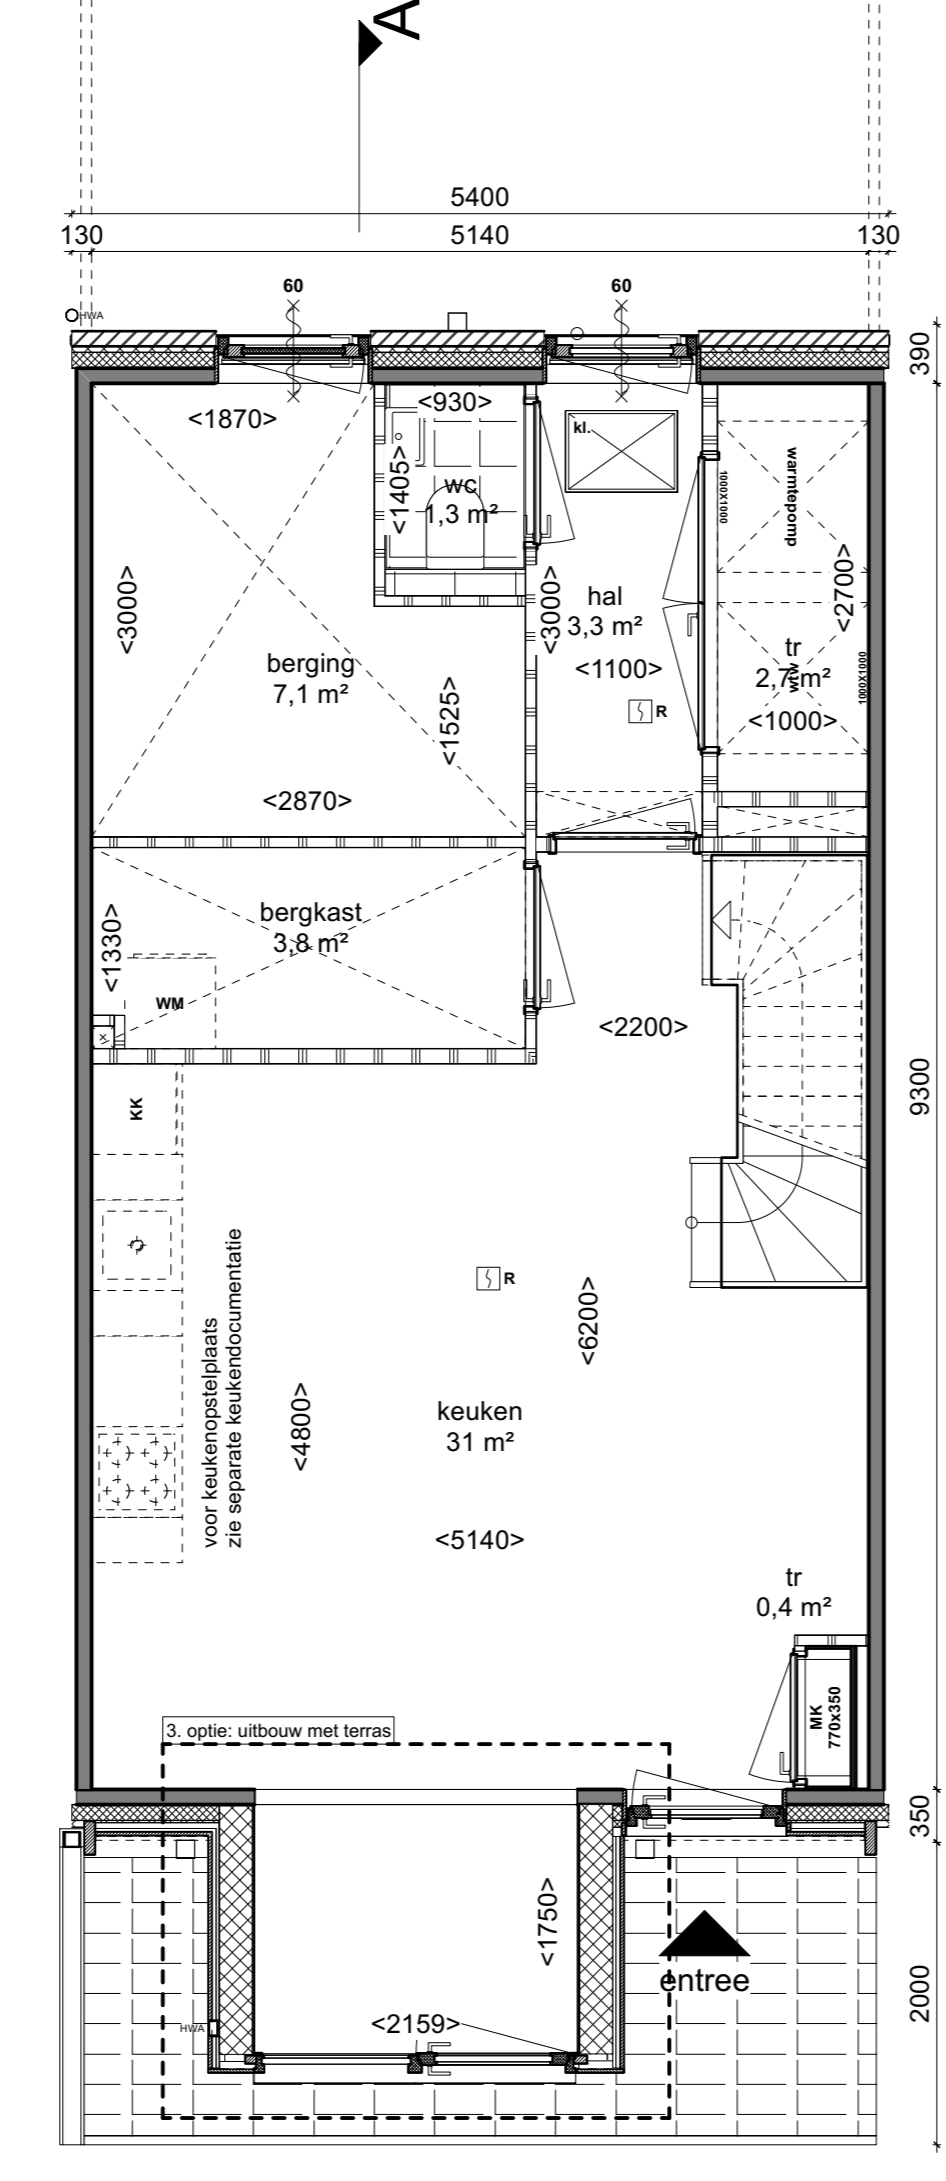 A
5400
130
5140
130
60
60
HWA
390
<1870>
<930>
kl.
<1405>
WC
1,3 m²
warmtepomp
1000X1000
<3000>
<3000>
hal
3,3 m²
<2700>
berging
7,1 m²
<1100>
tr
2,7 m²
wtw
1000X1000
<1525>
R
<1000>
<2870>
bergkast
3,8 m²
<1330>
WM
<2200>
KK
9300
voor keukenopstelplaats
zie separate keukendocumentatie
R
<6200>
<4800>
keuken
31 m²
<5140>
tr
0,4 m²
MK
770x350
3. optie: uitbouw met terras
350
<1750>
entree
2000
HWA
<2159>